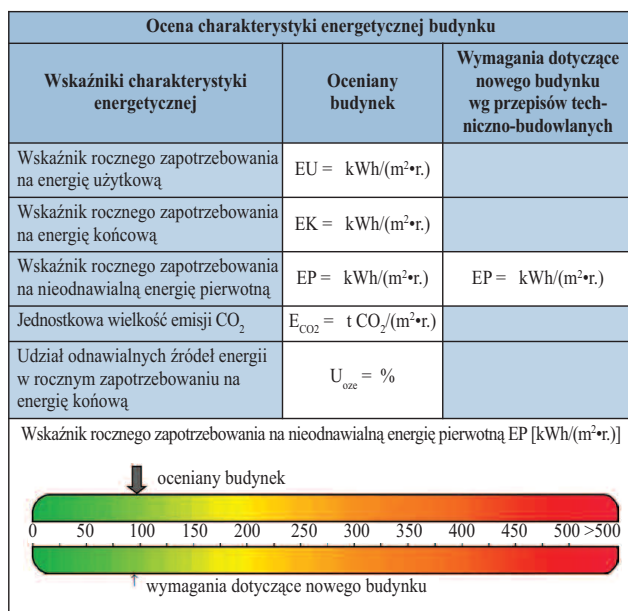 Ocena charakterystyki energetycznej budynku
Wskaźniki charakterystyki
energetycznej
Oceniany
budynek
Wymagania dotyczące
nowego budynku
wg przepisów tech-
niczno-budowlanych
Wskaźnik rocznego zapotrzebowania
na energię użytkową
EU = kWh/(m²•r.)
Wskaźnik rocznego zapotrzebowania
na energię końcową
EK = kWh/(m²•r.)
Wskaźnik rocznego zapotrzebowania
na nieodnawialną energię pierwotną
EP = kWh/(m²•r.)
EP = kWh/(m²•r.)
Jednostkowa wielkość emisji CO₂
E_CO2 = t CO₂/(m²•r.)
Udział odnawialnych źródeł energii
w rocznym zapotrzebowaniu na
energię końową
U_oze = %
Wskaźnik rocznego zapotrzebowania na nieodnawialną energię pierwotną EP [kWh/(m²•r.)]
oceniany budynek
0 50 100 150 200 250 300 350 400 450 500 >500
wymagania dotyczące nowego budynku